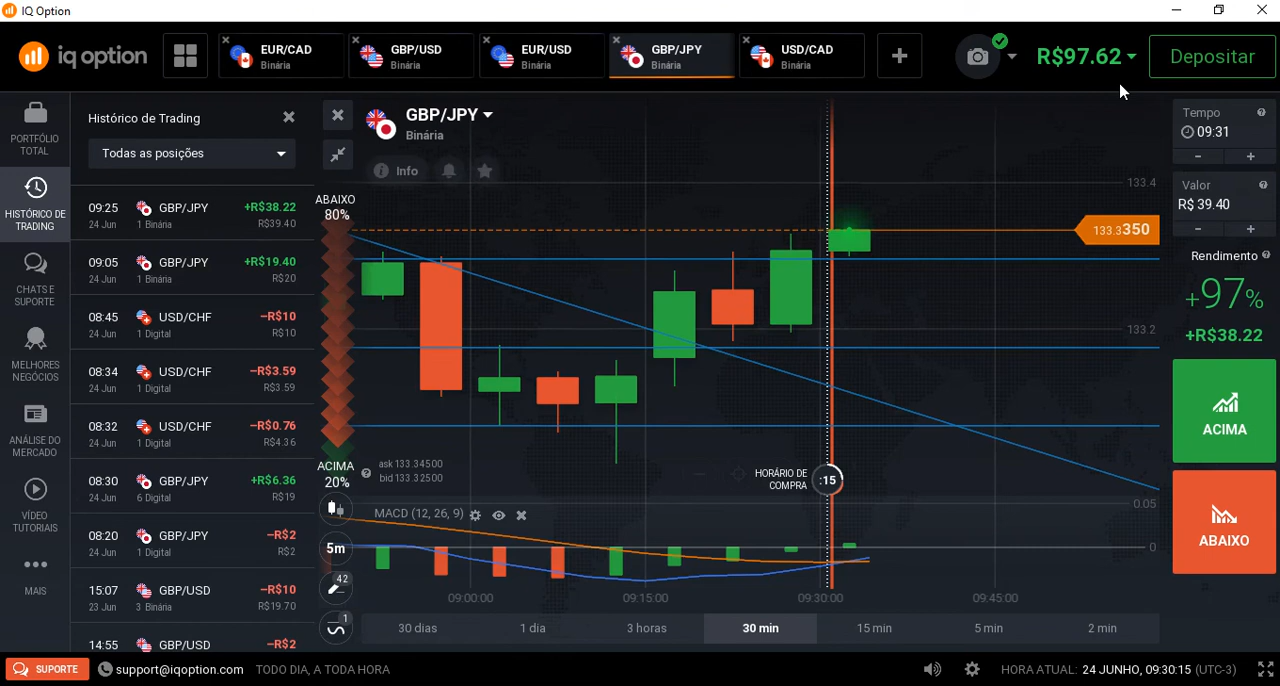 IQ Option
iq option
EUR/CAD
Binária
GBP/USD
Binária
EUR/USD
Binária
GBP/JPY
Binária
USD/CAD
Binária
R$97.62
Depositar
PORTFÓLIO
TOTAL
HISTÓRICO DE
TRADING
CHATS E
SUPORTE
MELHORES
NEGÓCIOS
ANÁLISE DO
MERCADO
VÍDEO
TUTORIAIS
MAIS
Histórico de Trading
Todas as posições
09:25 GBP/JPY +R$38.22
24 Jun 1 Binária R$39.40
09:05 GBP/JPY +R$19.40
24 Jun 1 Binária R$20
08:45 USD/CHF −R$10
24 Jun 1 Digital R$10
08:34 USD/CHF −R$3.59
24 Jun 1 Digital R$3.59
08:32 USD/CHF −R$0.76
24 Jun 1 Digital R$4.36
08:30 GBP/JPY +R$6.36
24 Jun 6 Digital R$19
08:20 GBP/JPY −R$2
24 Jun 1 Digital R$2
15:07 GBP/USD −R$10
23 Jun 3 Binária R$19.70
14:55 GBP/USD −R$2
GBP/JPY
Binária
Info
ABAIXO
80%
ACIMA
20%
ask 133.34500
bid 133.32500
HORÁRIO DE
COMPRA
:15
133.4
133.3350
133.2
MACD (12, 26, 9)
0.05
0
5m
42
1
09:00:00 09:15:00 09:30:00 09:45:00
30 dias 1 dia 3 horas 30 min 15 min 5 min 2 min
Tempo
09:31
- +
Valor
R$ 39.40
- +
Rendimento
+97%
+R$38.22
ACIMA
ABAIXO
SUPORTE support@iqoption.com TODO DIA, A TODA HORA
HORA ATUAL: 24 JUNHO, 09:30:15 (UTC-3)